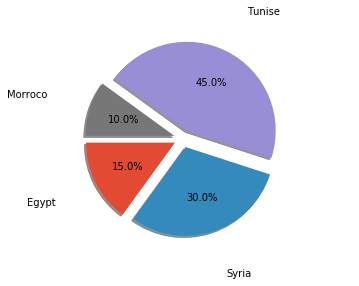 Tunise
45.0%
Morroco
10.0%
15.0%
Egypt
30.0%
Syria